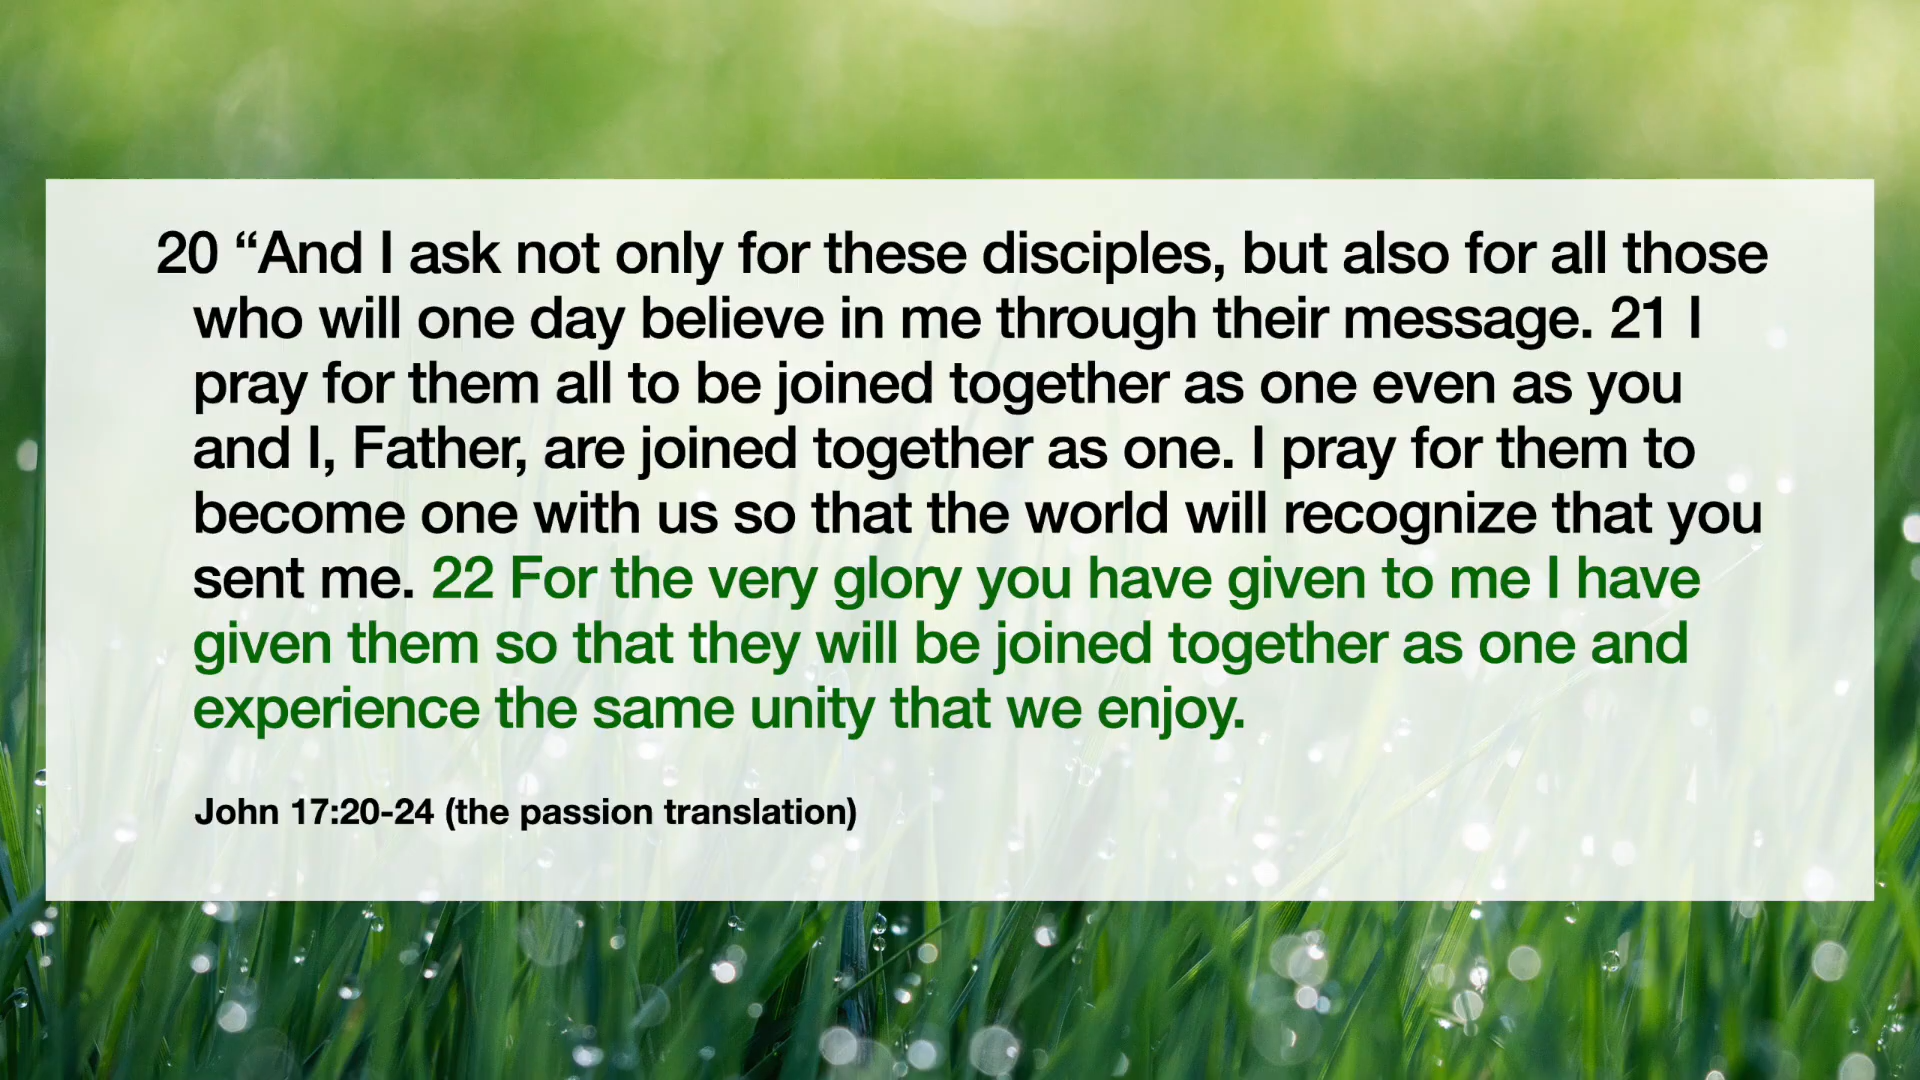 20 “And I ask not only for these disciples, but also for all those
who will one day believe in me through their message. 21 I
pray for them all to be joined together as one even as you
and I, Father, are joined together as one. I pray for them to
become one with us so that the world will recognize that you
sent me. 22 For the very glory you have given to me I have
given them so that they will be joined together as one and
experience the same unity that we enjoy.
John 17:20-24 (the passion translation)